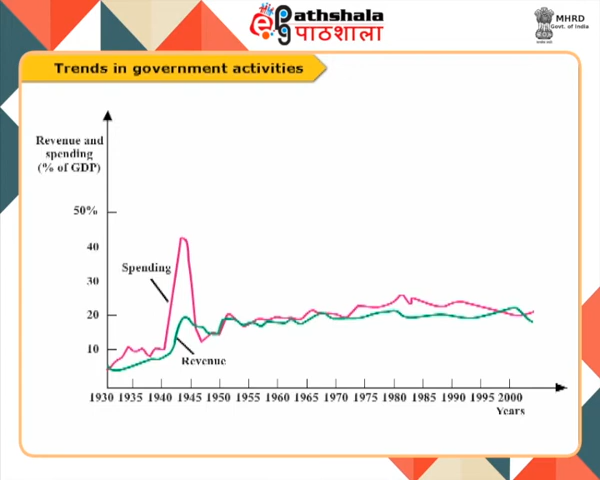 ePathshala
पाठशाला
MHRD
Govt. of India
Trends in government activities
Revenue and
spending
(% of GDP)
50%
40
30
20
10
Spending
Revenue
1930 1935 1940 1945 1950 1955 1960 1965 1970 1975 1980 1985 1990 1995 2000
Years